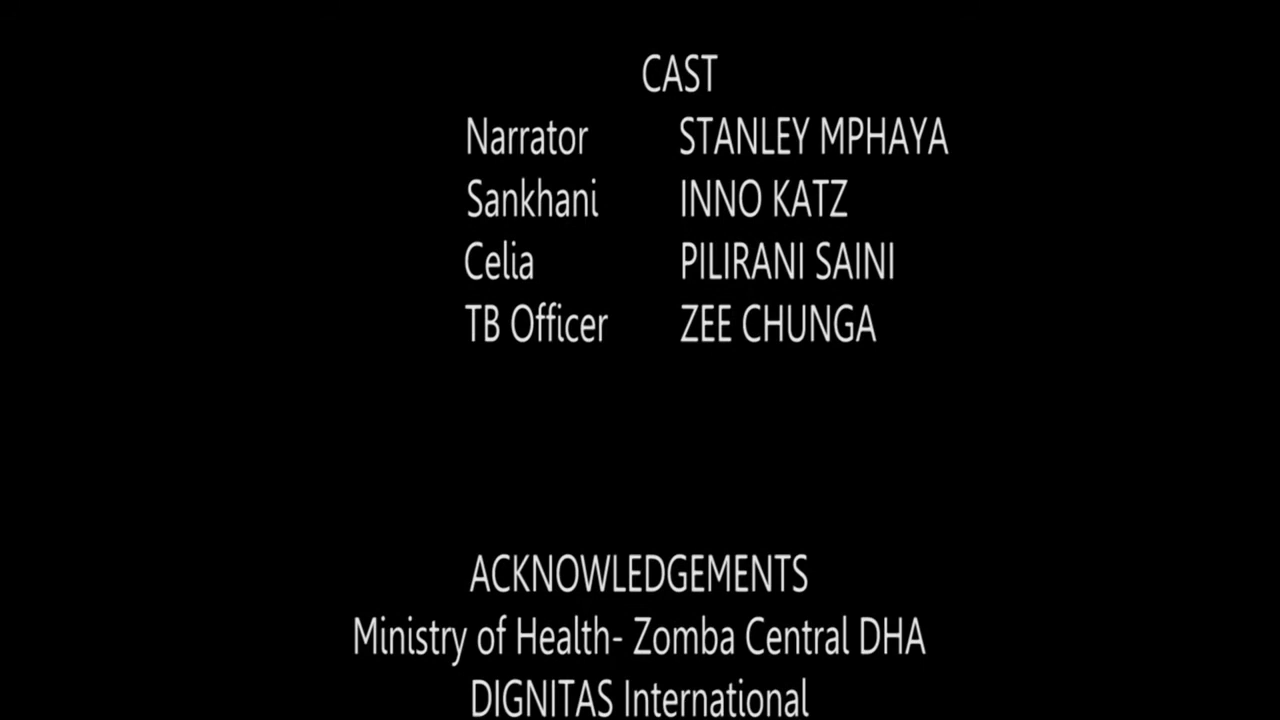 CAST
Narrator STANLEY MPHAYA
Sankhani INNO KATZ
Celia PILIRANI SAINI
TB Officer ZEE CHUNGA
ACKNOWLEDGEMENTS
Ministry of Health- Zomba Central DHA
DIGNITAS International